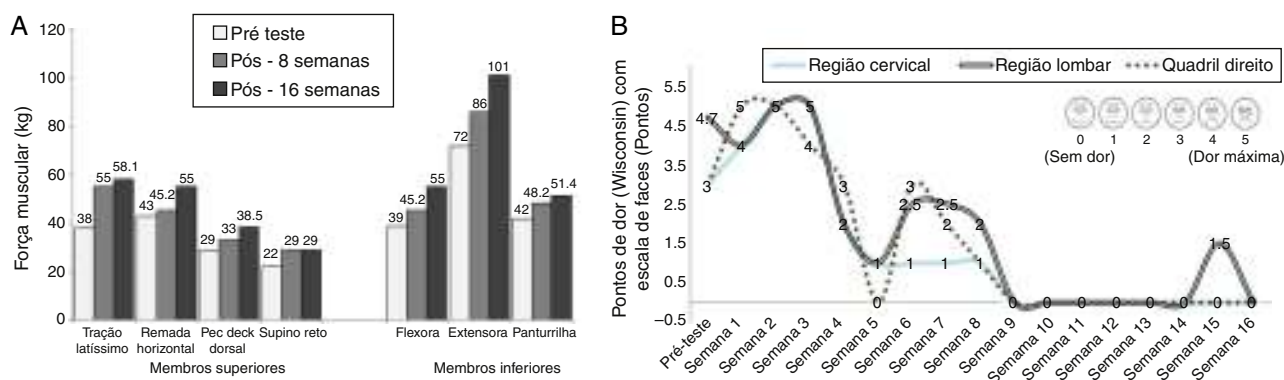 A
Força muscular (kg)
120
100
80
60
40
20
0
Pré teste
Pós - 8 semanas
Pós - 16 semanas
38
55
58.1
43
45.2
55
29
33
38.5
22
29
29
39
45.2
55
72
86
101
42
48.2
51.4
Tração latíssimo
Remada horizontal
Pec deck dorsal
Supino reto
Flexora
Extensora
Panturrilha
Membros superiores
Membros inferiores
B
Pontos de dor (Wisconsin) com
escala de faces (Pontos)
5.5
4.5
3.5
2.5
1.5
0.5
–0.5
Região cervical
Região lombar
Quadril direito
0 1 2 3 4 5
(Sem dor)
(Dor máxima)
4.7
3
5
4
5
5
4
3
2
1
0
3
2.5
1
2.5
2
1
2
1
0
0
0
0
0
0
1.5
0
0
Pré-teste
Semana 1
Semana 2
Semana 3
Semana 4
Semana 5
Semana 6
Semana 7
Semana 8
Semana 9
Semana 10
Semana 11
Semana 12
Semana 13
Semana 14
Semana 15
Semana 16